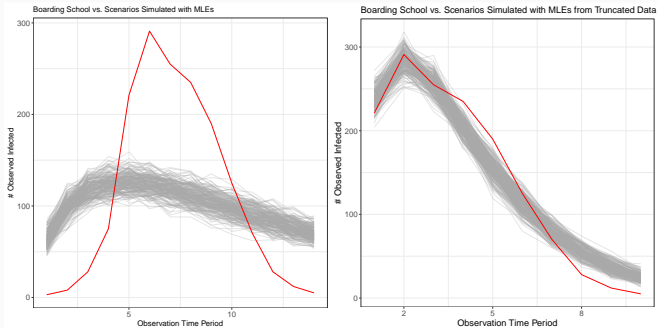 Boarding School vs. Scenarios Simulated with MLEs
300
200
100
0
# Observed Infected
5
10
Observation Time Period
Boarding School vs. Scenarios Simulated with MLEs from Truncated Data
300
200
100
0
# Observed Infected
2
5
8
Observation Time Period